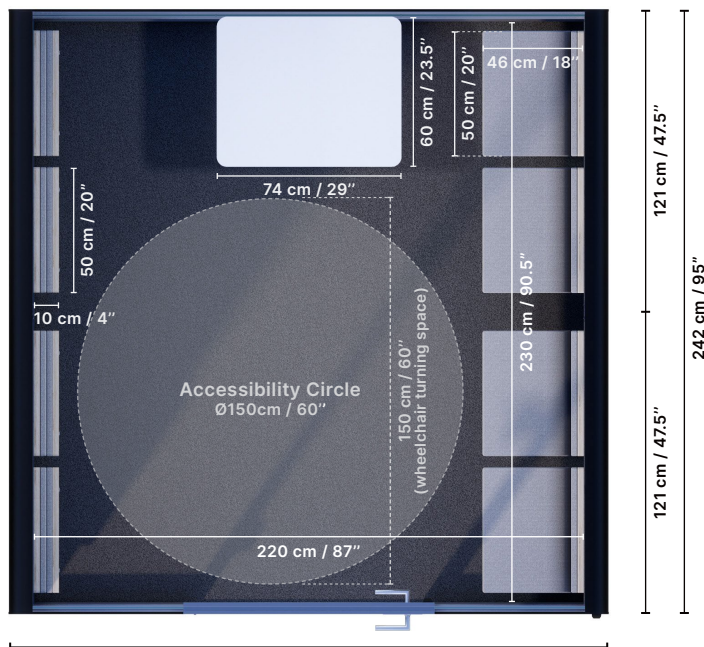 46 cm / 18’’
60 cm / 23.5’’
50 cm / 20’’
74 cm / 29’’
50 cm / 20’’
10 cm / 4’’
230 cm / 90.5’’
150 cm / 60’’
(wheelchair turning space)
Accessibility Circle
Ø150cm / 60’’
220 cm / 87’’
121 cm / 47.5’’
121 cm / 47.5’’
242 cm / 95’’